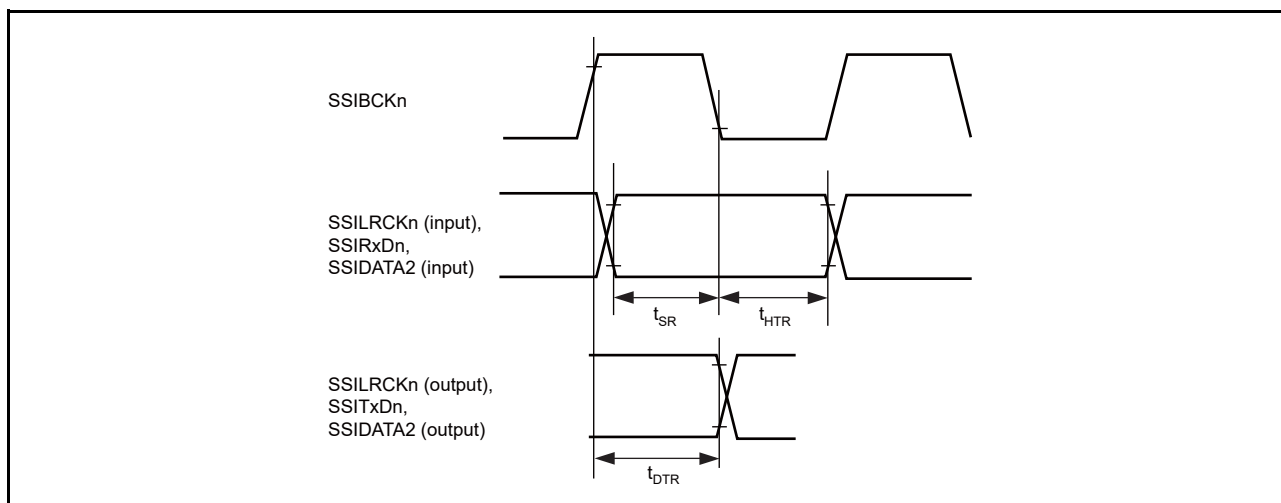 SSIBCKn
SSILRCKn (input),
SSIRxDn,
SSIDATA2 (input)
tSR
tHTR
SSILRCKn (output),
SSITxDn,
SSIDATA2 (output)
tDTR